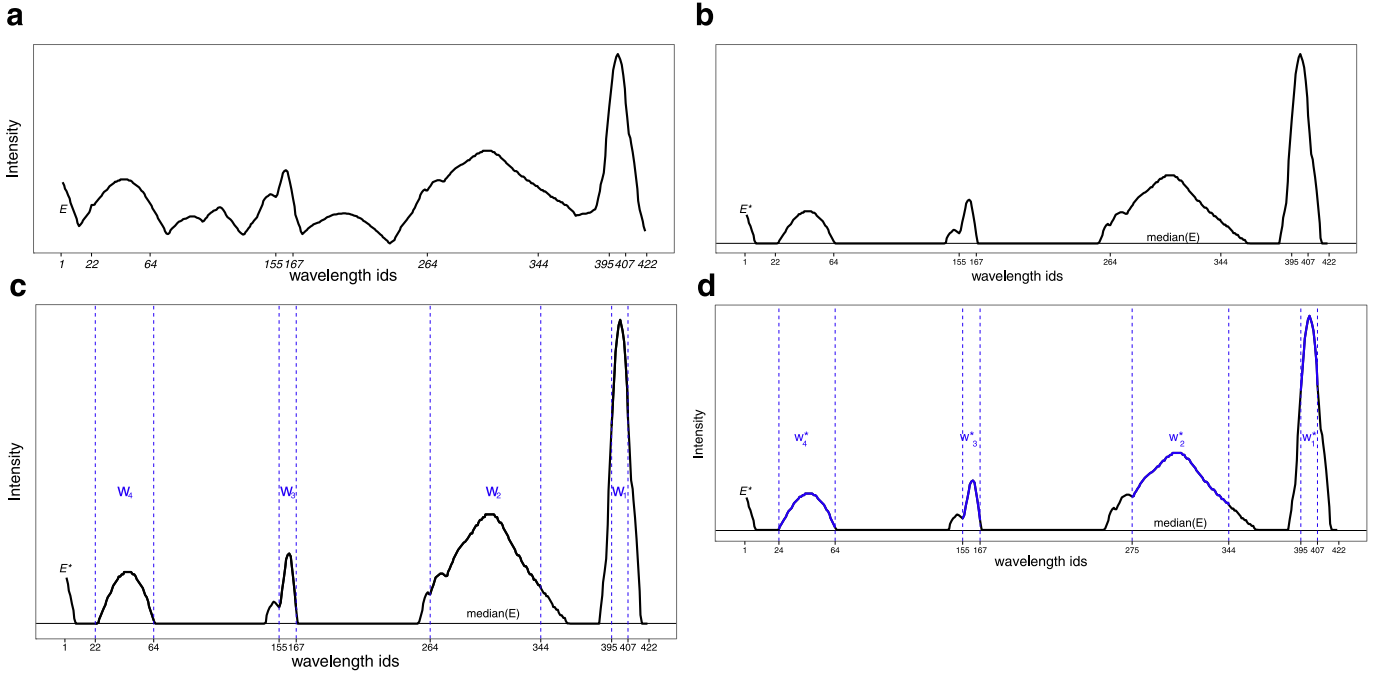 a
Intensity
E
1 22 64 155 167 264 344 395 407 422
wavelength ids
b
Intensity
E*
median(E)
1 22 64 155 167 264 344 395 407 422
wavelength ids
c
Intensity
W4 W3 W2 W1
E*
median(E)
1 22 64 155 167 264 344 395 407 422
wavelength ids
d
Intensity
w*4 w*3 w*2 w*1
E*
median(E)
1 24 64 155 167 275 344 395 407 422
wavelength ids